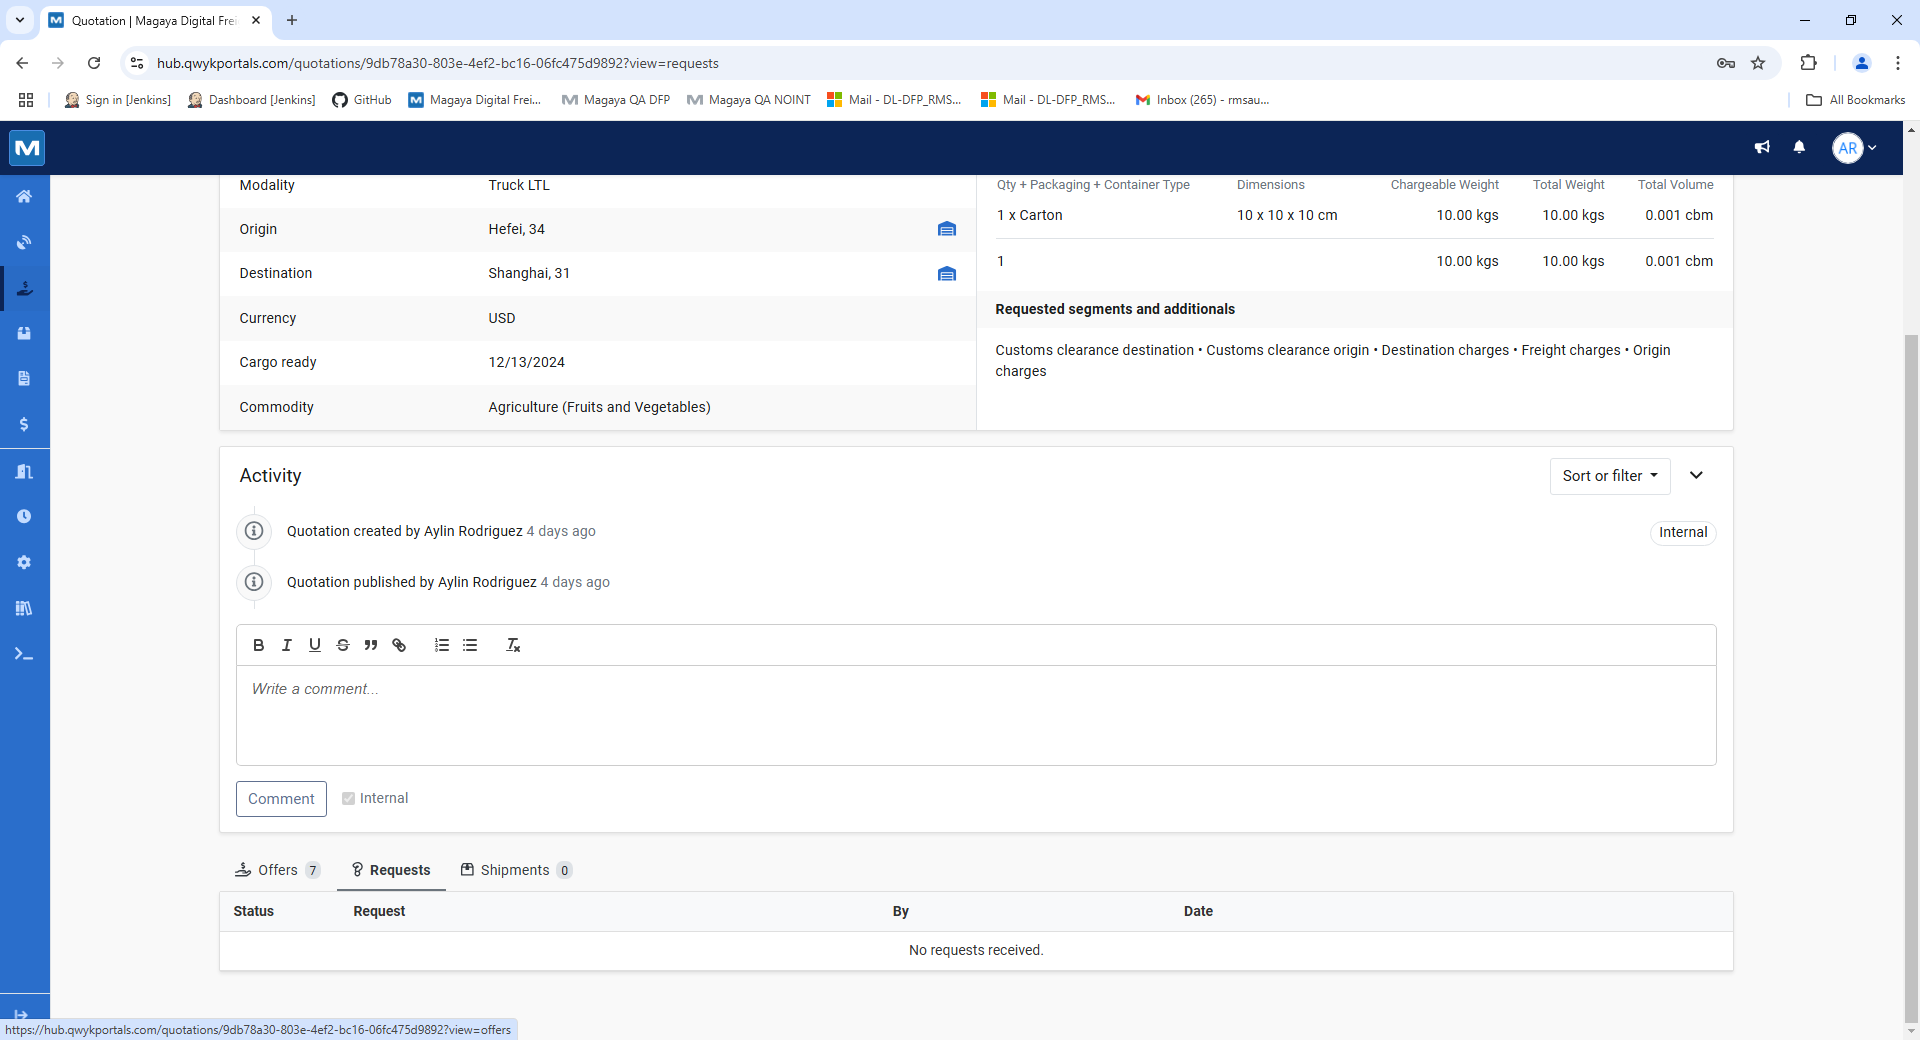 Quotation | Magaya Digital Frei
hub.qwykportals.com/quotations/9db78a30-803e-4ef2-bc16-06fc475d9892?view=requests
Sign in [Jenkins]
Dashboard [Jenkins]
GitHub
Magaya Digital Frei...
Magaya QA DFP
Magaya QA NOINT
Mail - DL-DFP_RMS...
Mail - DL-DFP_RMS...
Inbox (265) - rmsau...
All Bookmarks
AR
Modality Truck LTL
Origin Hefei, 34
Destination Shanghai, 31
Currency USD
Cargo ready 12/13/2024
Commodity Agriculture (Fruits and Vegetables)
Qty + Packaging + Container Type Dimensions Chargeable Weight Total Weight Total Volume
1 x Carton 10 x 10 x 10 cm 10.00 kgs 10.00 kgs 0.001 cbm
1 10.00 kgs 10.00 kgs 0.001 cbm
Requested segments and additionals
Customs clearance destination • Customs clearance origin • Destination charges • Freight charges • Origin
charges
Activity
Sort or filter
Quotation created by Aylin Rodriguez 4 days ago
Internal
Quotation published by Aylin Rodriguez 4 days ago
Write a comment...
Comment
Internal
Offers 7
Requests
Shipments 0
Status Request By Date
No requests received.
https://hub.qwykportals.com/quotations/9db78a30-803e-4ef2-bc16-06fc475d9892?view=offers